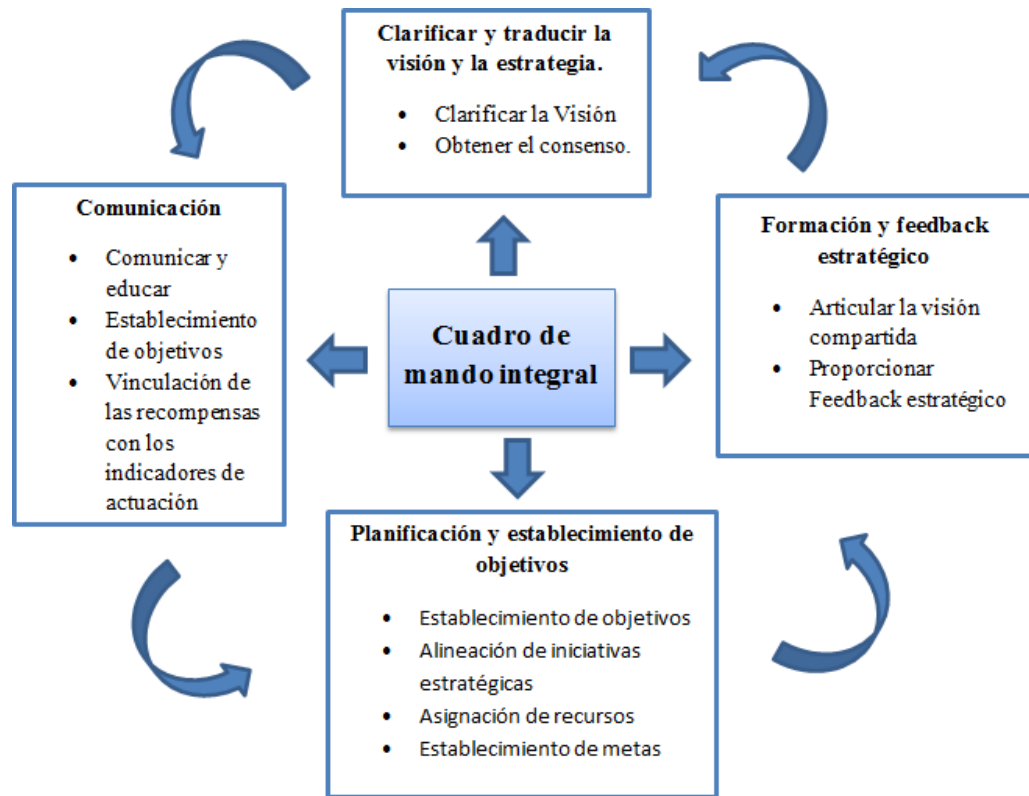 Clarificar y traducir la
visión y la estrategia.
• Clarificar la Visión
• Obtener el consenso.
Comunicación
• Comunicar y
educar
• Establecimiento
de objetivos
• Vinculación de
las recompensas
con los
indicadores de
actuación
Cuadro de
mando integral
Formación y feedback
estratégico
• Articular la visión
compartida
• Proporcionar
Feedback estratégico
Planificación y establecimiento de
objetivos
• Establecimiento de objetivos
• Alineación de iniciativas
estratégicas
• Asignación de recursos
• Establecimiento de metas